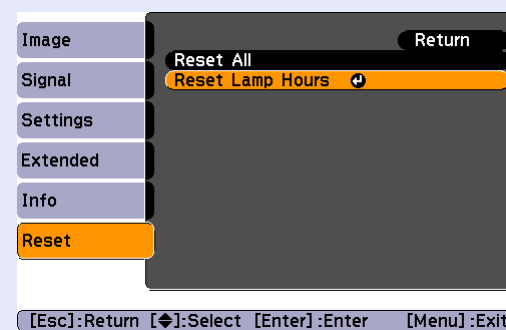 Image
Signal
Settings
Extended
Info
Reset
Return
Reset All
Reset Lamp Hours
[Esc]:Return [◆]:Select [Enter]:Enter [Menu]:Exit